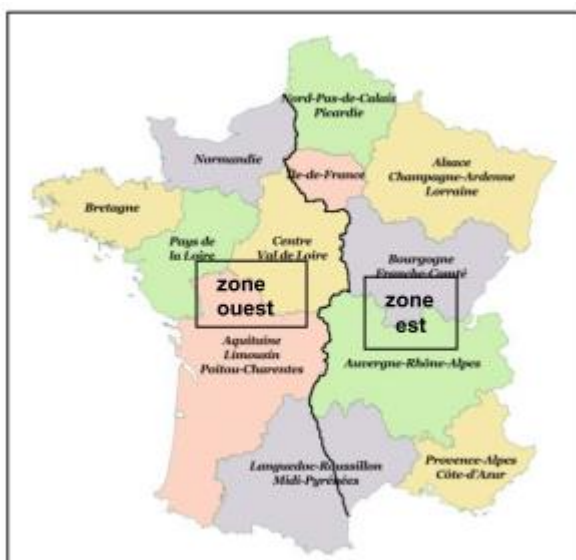 Nord-Pas-de-Calais
Picardie
Normandie
Île-de-France
Alsace
Champagne-Ardenne
Lorraine
Bretagne
Pays de
la Loire
Centre
Val de Loire
Bourgogne
Franche-Comté
zone
ouest
zone
est
Aquitaine
Limousin
Poitou-Charentes
Auvergne-Rhône-Alpes
Languedoc-Roussillon
Midi-Pyrénées
Provence-Alpes
Côte-d'Azur